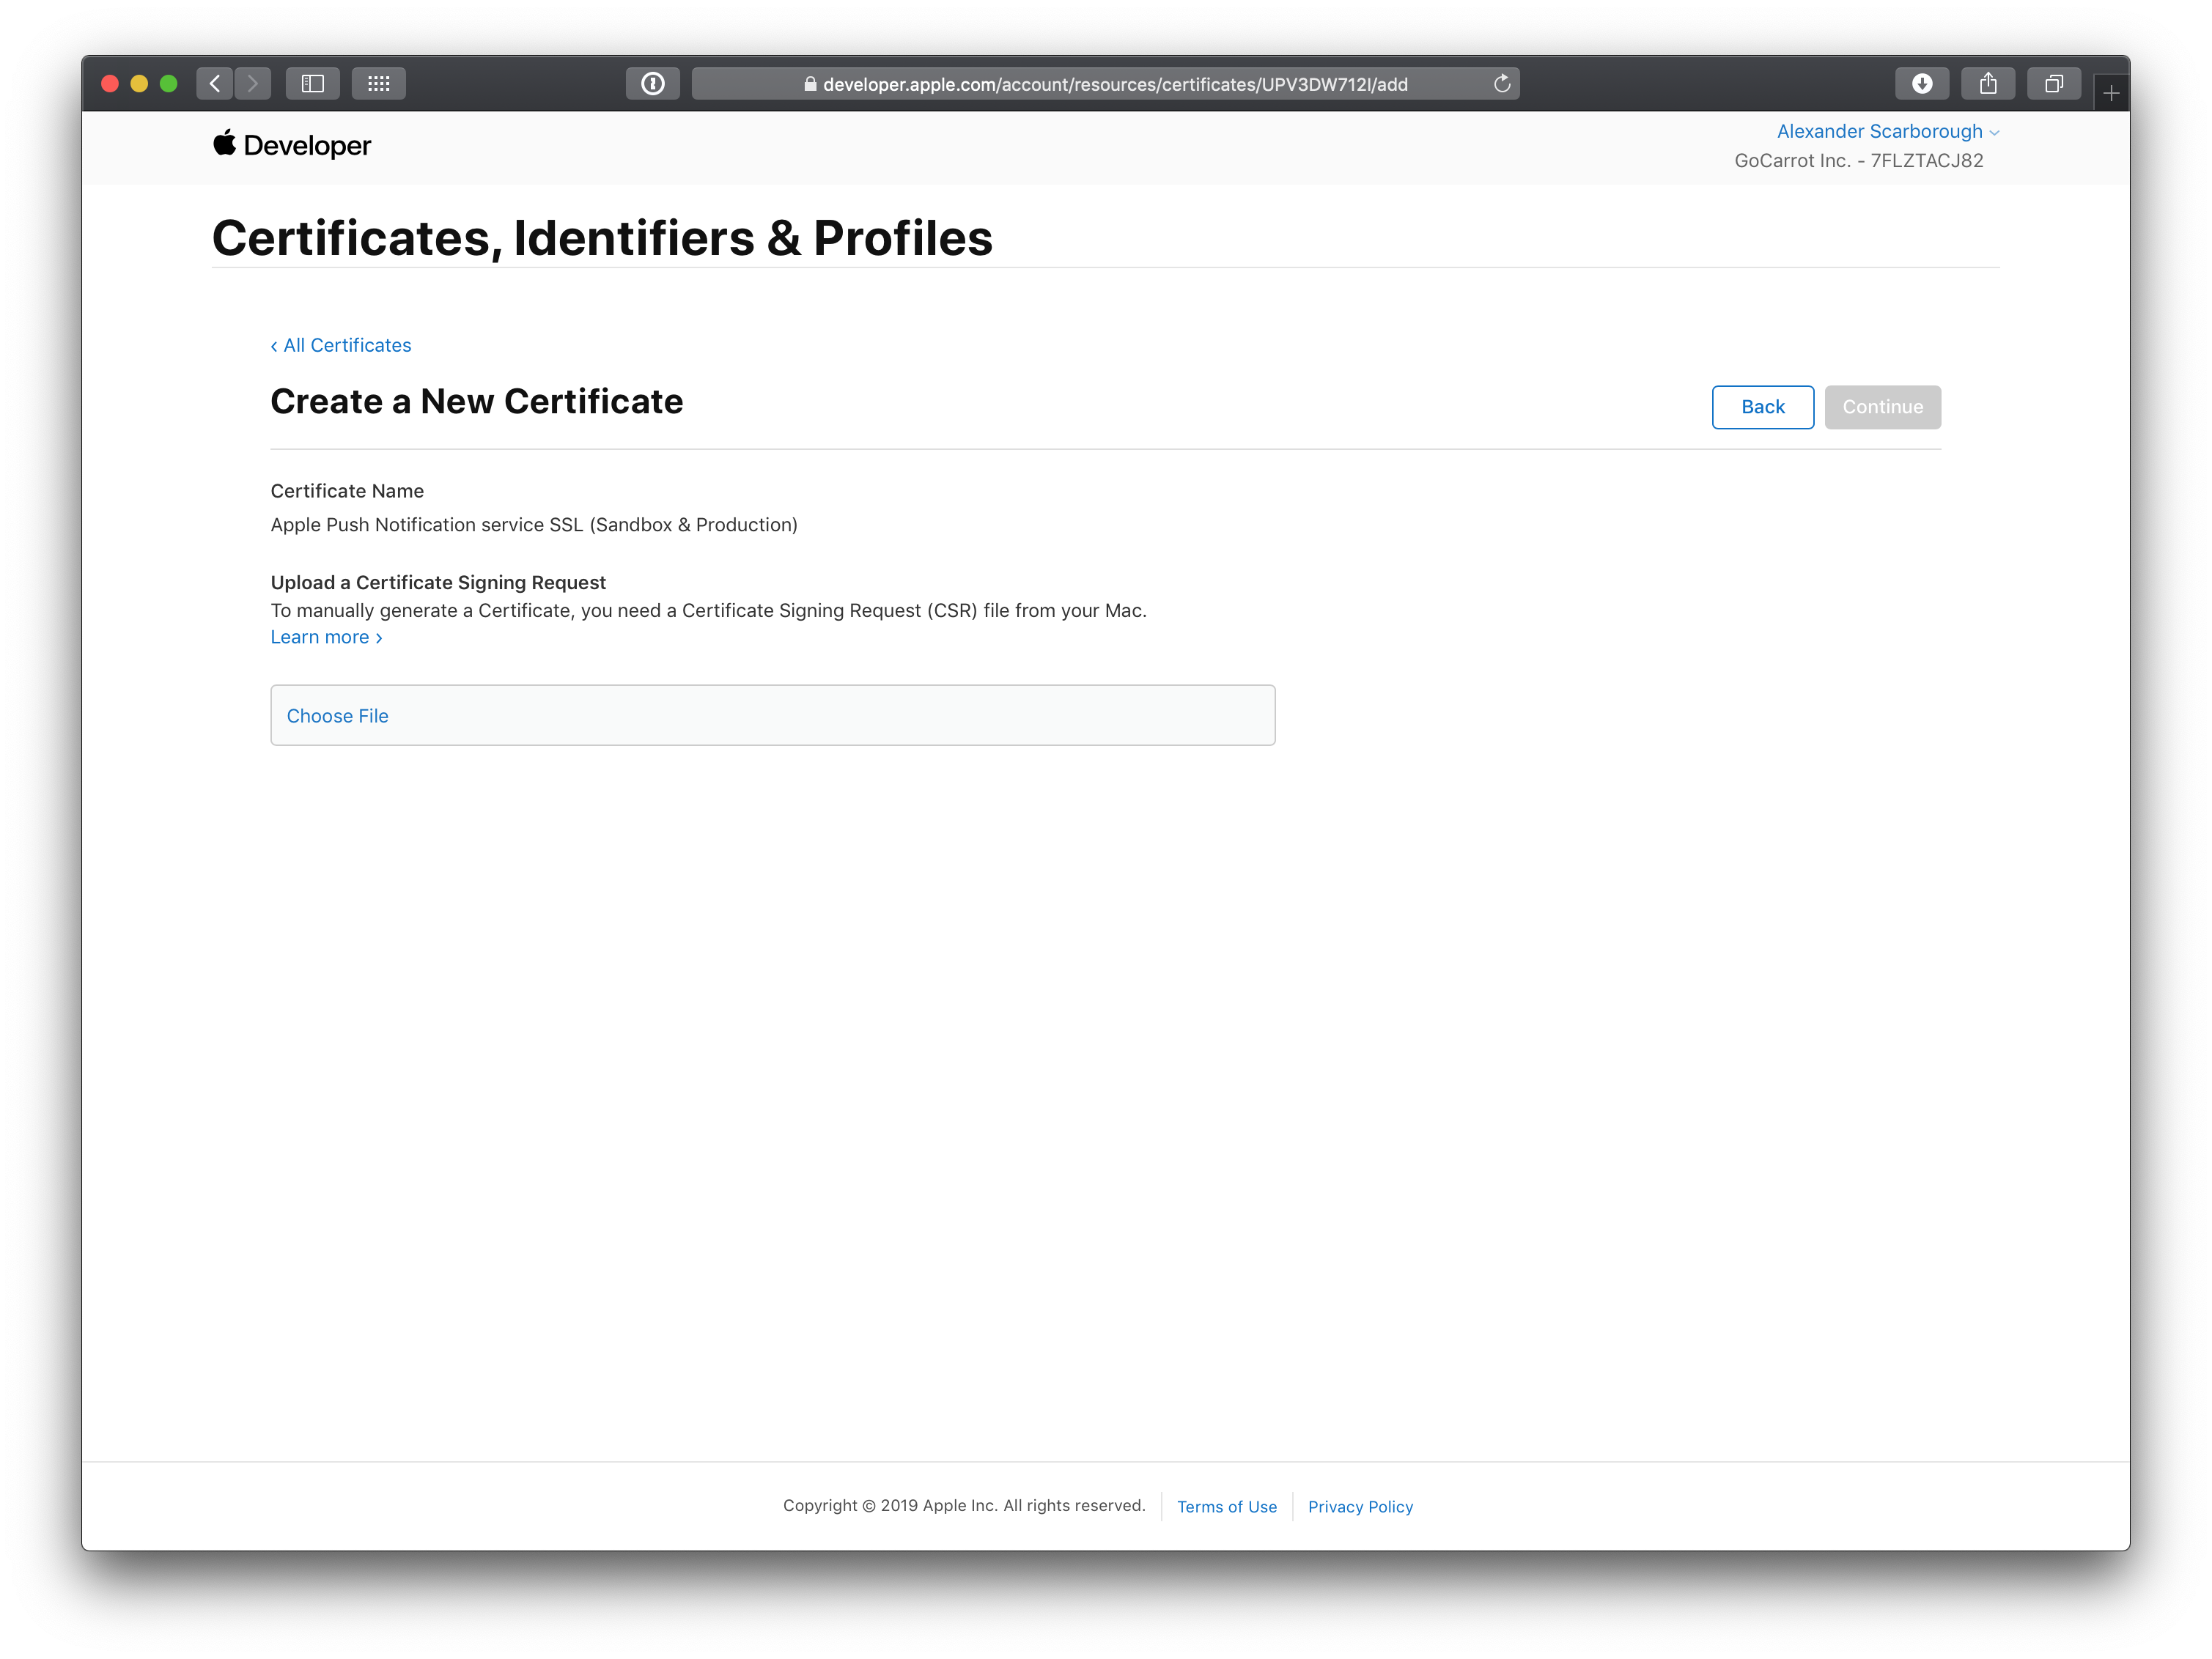 developer.apple.com/account/resources/certificates/UPV3DW712I/add
Developer
Alexander Scarborough
GoCarrot Inc. - 7FLZTACJ82
Certificates, Identifiers & Profiles
‹ All Certificates
Create a New Certificate
Back
Continue
Certificate Name
Apple Push Notification service SSL (Sandbox & Production)
Upload a Certificate Signing Request
To manually generate a Certificate, you need a Certificate Signing Request (CSR) file from your Mac.
Learn more ›
Choose File
Copyright © 2019 Apple Inc. All rights reserved.
Terms of Use
Privacy Policy